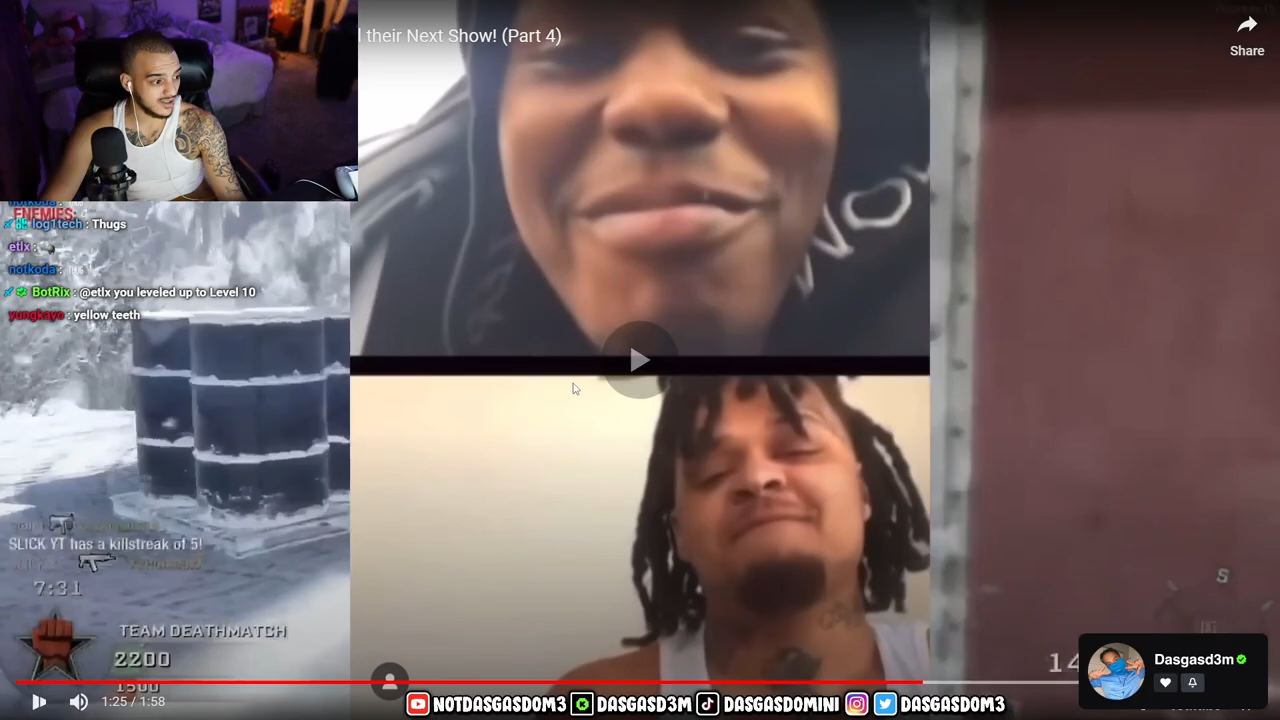 l their Next Show! (Part 4)
Share
ENEMIES:
log1tech : Thugs
etlx :
notkoda :
BotRix : @etlx you leveled up to Level 10
yungkayo : yellow teeth
SLICK YT has a killstreak of 5!
7:31
TEAM DEATHMATCH
2200
1500
NO
S
14
Dasgasd3m
1:25 / 1:58
NOTDASGASDOM3 DASGASD3M DASGASDOMINI DASGASDOM3